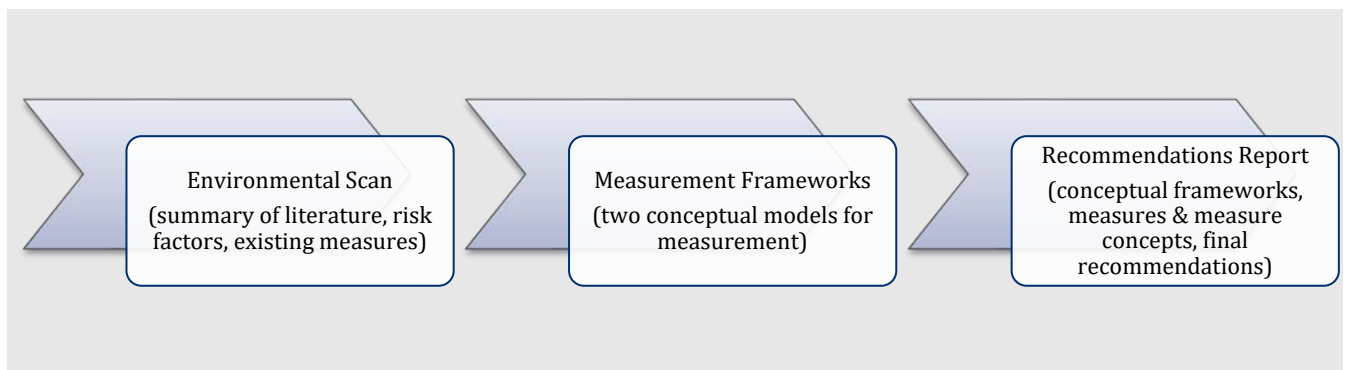 Environmental Scan
(summary of literature, risk
factors, existing measures)
Measurement Frameworks
(two conceptual models for
measurement)
Recommendations Report
(conceptual frameworks,
measures & measure
concepts, final
recommendations)